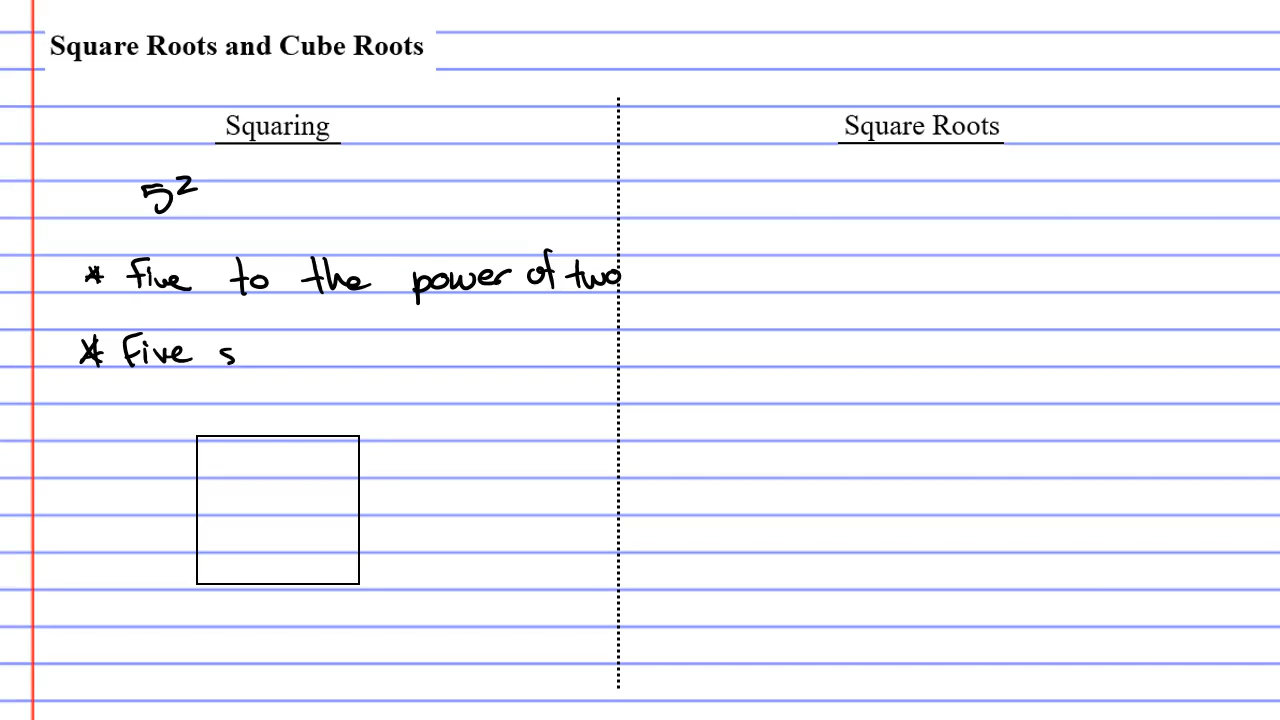 Square Roots and Cube Roots
Squaring
5²
* five to the power of two
* Five s
Square Roots